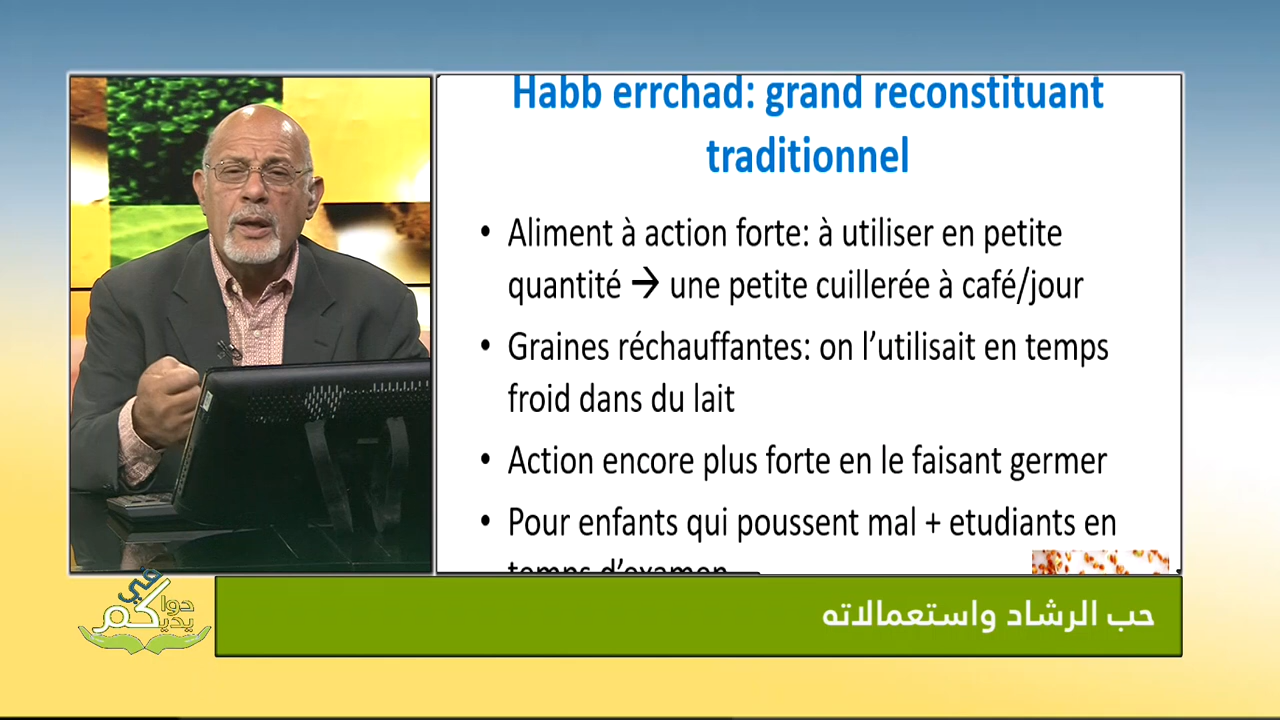 Habb errchad: grand reconstituant
traditionnel
• Aliment à action forte: à utiliser en petite
quantité → une petite cuillerée à café/jour
• Graines réchauffantes: on l’utilisait en temps
froid dans du lait
• Action encore plus forte en le faisant germer
• Pour enfants qui poussent mal + etudiants en
temps d’examen
حب الرشاد واستعمالاته
دوا
في
يديكم